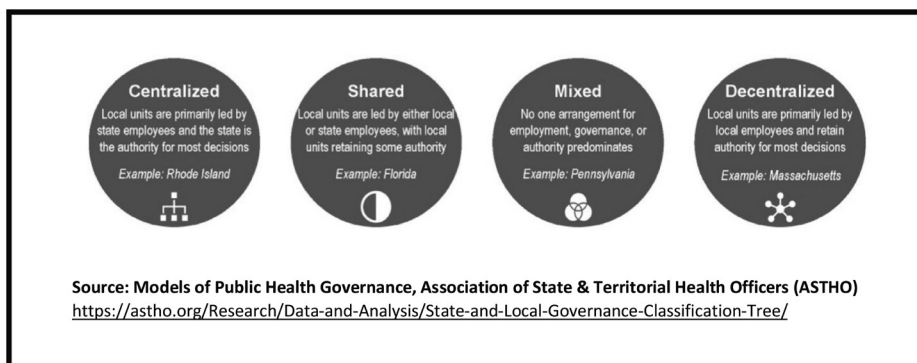 Centralized
Local units are primarily led by
state employees and the state is
the authority for most decisions
Example: Rhode Island
Shared
Local units are led by either local
or state employees, with local
units retaining some authority
Example: Florida
Mixed
No one arrangement for
employment, governance, or
authority predominates
Example: Pennsylvania
Decentralized
Local units are primarily led by
local employees and retain
authority for most decisions
Example: Massachusetts
Source: Models of Public Health Governance, Association of State & Territorial Health Officers (ASTHO)
https://astho.org/Research/Data-and-Analysis/State-and-Local-Governance-Classification-Tree/